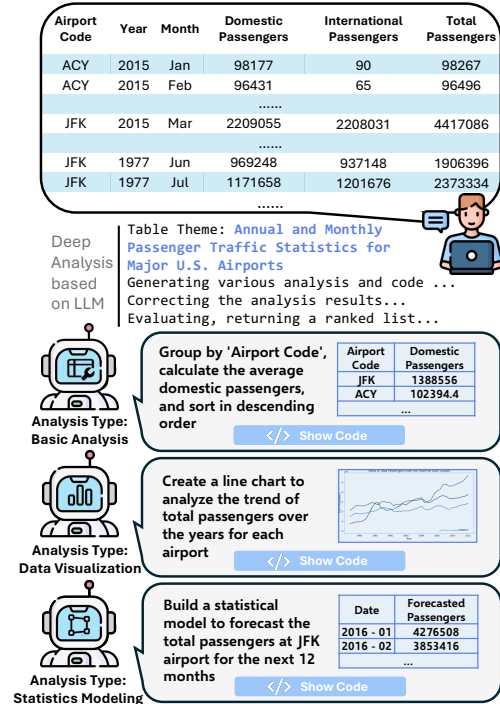 Airport Code Year Month Domestic Passengers International Passengers Total Passengers
ACY 2015 Jan 98177 90 98267
ACY 2015 Feb 96431 65 96496
......
JFK 2015 Mar 2209055 2208031 4417086
......
JFK 1977 Jun 969248 937148 1906396
JFK 1977 Jul 1171658 1201676 2373334
......
Deep
Analysis
based
on LLM
Table Theme: Annual and Monthly
Passenger Traffic Statistics for
Major U.S. Airports
Generating various analysis and code ...
Correcting the analysis results...
Evaluating, returning a ranked list...
Analysis Type:
Basic Analysis
Group by 'Airport Code',
calculate the average
domestic passengers,
and sort in descending
order
Airport Code Domestic Passengers
JFK 1388556
ACY 102394.4
...
</> Show Code
Analysis Type:
Data Visualization
Create a line chart to
analyze the trend of
total passengers over
the years for each
airport
</> Show Code
Analysis Type:
Statistics Modeling
Build a statistical
model to forecast the
total passengers at JFK
airport for the next 12
months
Date Forecasted Passengers
2016 - 01 4276508
2016 - 02 3853416
...
</> Show Code